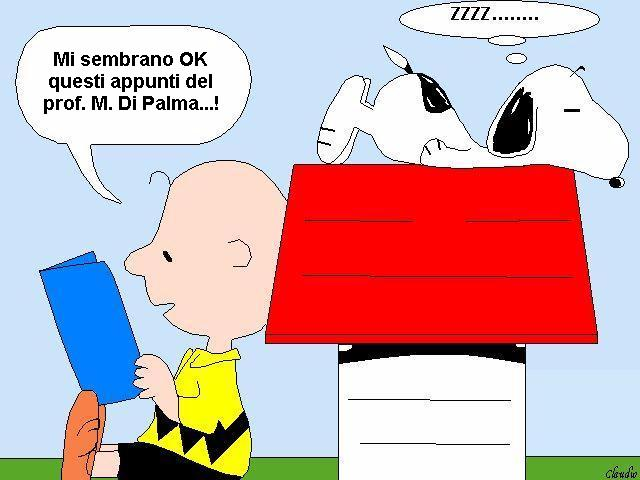 Mi sembrano OK
questi appunti del
prof. M. Di Palma...!
ZZZZ........
Claudio